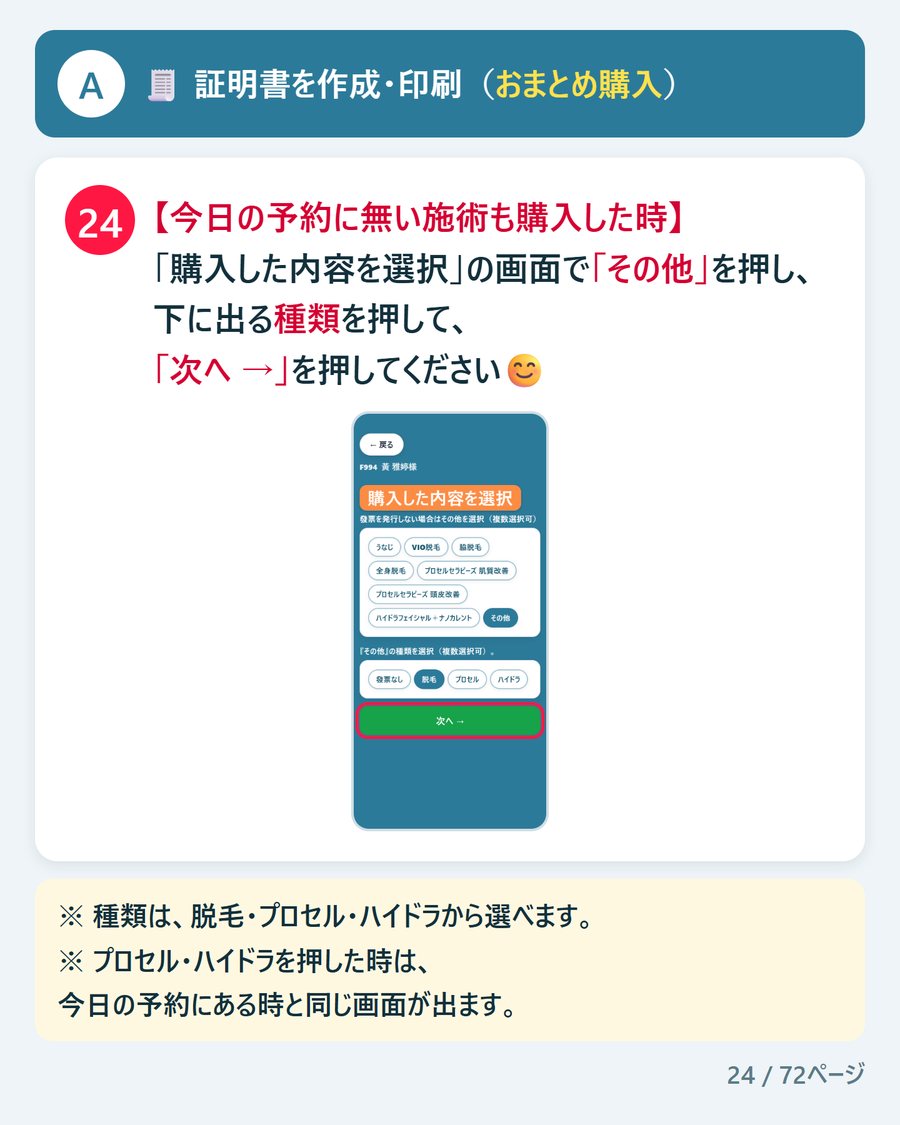 A 証明書を作成・印刷（おまとめ購入）
24 【今日の予約に無い施術も購入した時】
「購入した内容を選択」の画面で「その他」を押し、
下に出る種類を押して、
「次へ →」を押してください😊
← 戻る
F994 黃 雅婷様
購入した内容を選択
發票を発行しない場合はその他を選択（複数選択可）
うなじ VIO脱毛 脇脱毛
全身脱毛 プロセルセラピーズ 肌質改善
プロセルセラピーズ 頭皮改善
ハイドラフェイシャル＋ナノカレント その他
『その他』の種類を選択（複数選択可）。
發票なし 脱毛 プロセル ハイドラ
次へ →
※ 種類は、脱毛・プロセル・ハイドラから選べます。
※ プロセル・ハイドラを押した時は、
今日の予約にある時と同じ画面が出ます。
24 / 72ページ